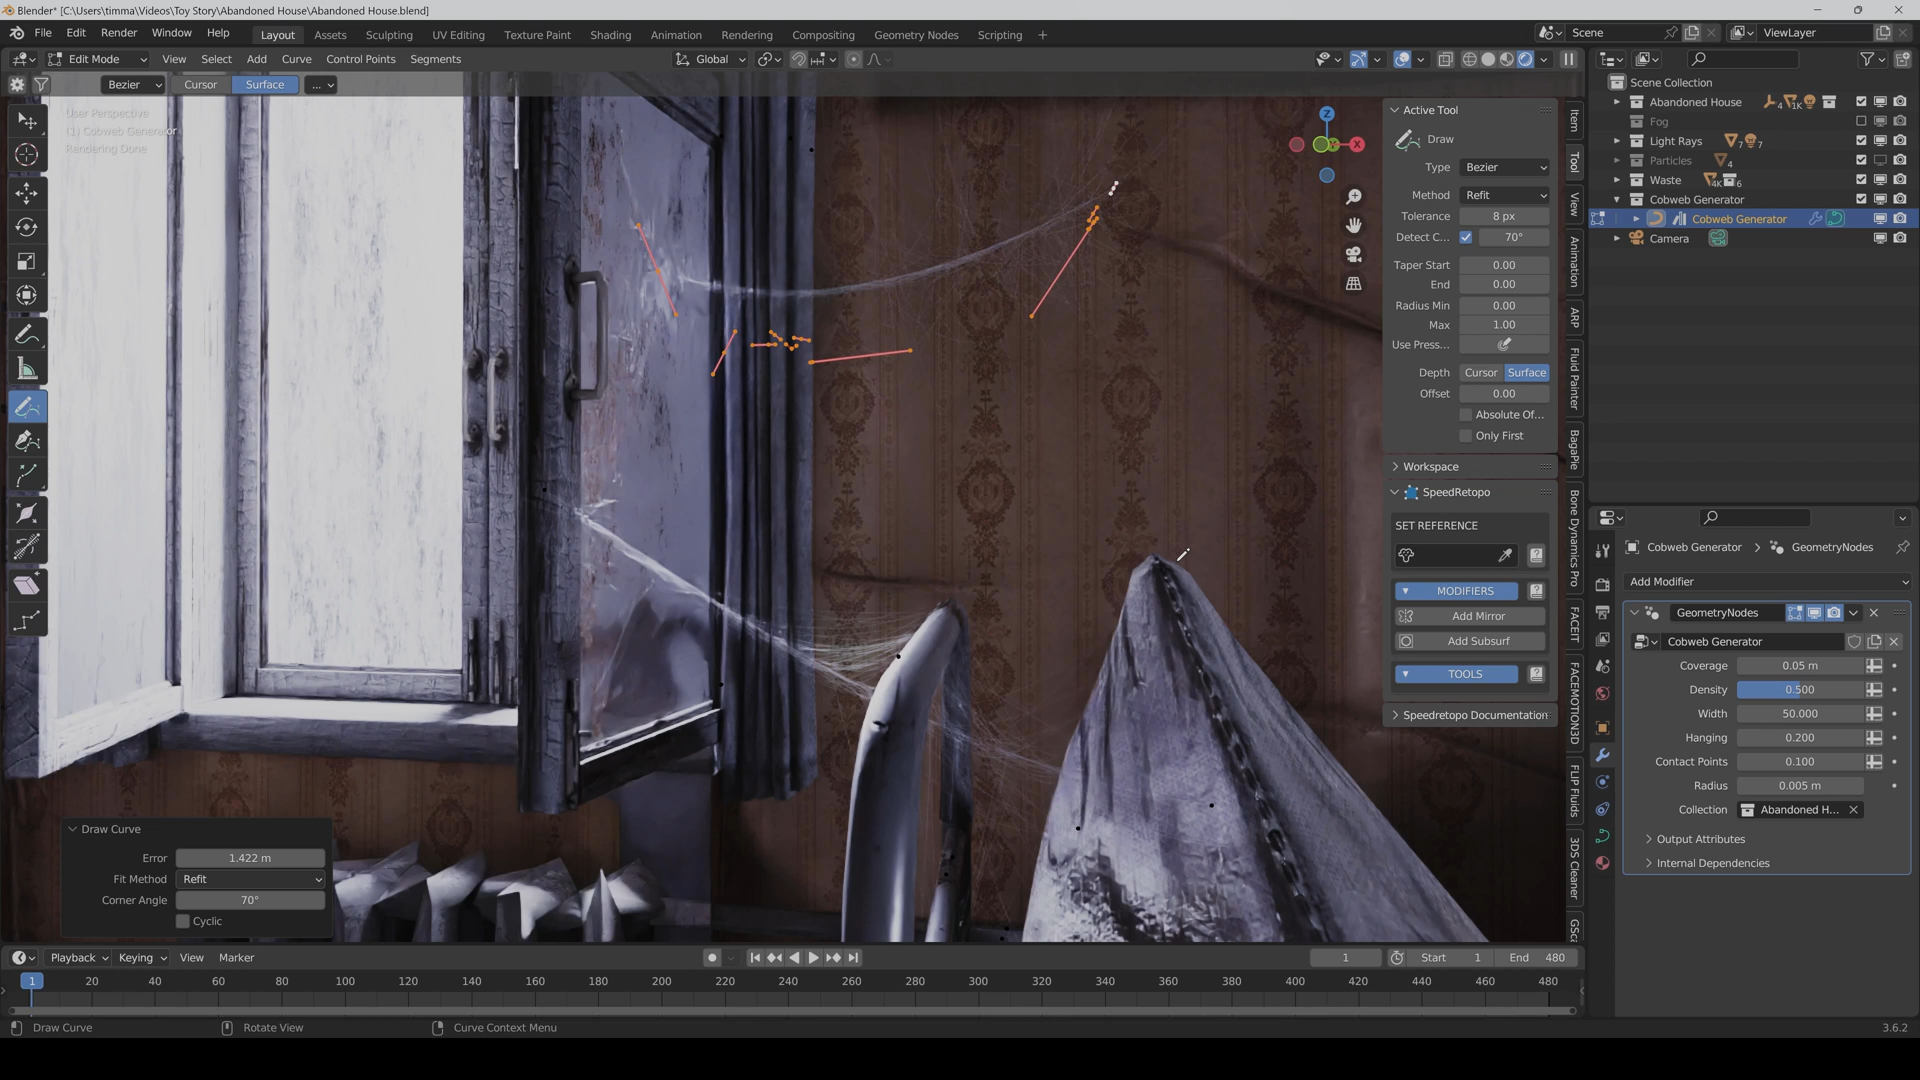 Blender* [C:\Users\timma\Videos\Toy Story\Abandoned House\Abandoned House.blend]
File Edit Render Window Help Layout Assets Sculpting UV Editing Texture Paint Shading Animation Rendering Compositing Geometry Nodes Scripting + Scene ViewLayer
Edit Mode View Select Add Curve Control Points Segments Global
Bezier Cursor Surface ...
User Perspective
(1) Cobweb Generator
Rendering Done
Z
Y
X
Active Tool
Draw
Type Bezier
Method Refit
Tolerance 8 px
Detect C... 70°
Taper Start 0.00
End 0.00
Radius Min 0.00
Max 1.00
Use Press...
Depth Cursor Surface
Offset 0.00
Absolute Of...
Only First
Workspace
SpeedRetopo
SET REFERENCE
MODIFIERS
Add Mirror
Add Subsurf
TOOLS
Speedretopo Documentation
Item
Tool
View
Animation
ARP
Fluid Painter
BagaPie
Bone Dynamics Pro
FACEIT
FACEMOTION3D
FLIP Fluids
3DS Cleaner
GSca
Scene Collection
Abandoned House 4 1K
Fog
Light Rays 7 7
Particles 4
Waste 4K 6
Cobweb Generator
Cobweb Generator
Camera
Cobweb Generator > GeometryNodes
Add Modifier
GeometryNodes
Cobweb Generator
Coverage 0.05 m
Density 0.500
Width 50.000
Hanging 0.200
Contact Points 0.100
Radius 0.005 m
Collection Abandoned H...
Output Attributes
Internal Dependencies
Draw Curve
Error 1.422 m
Fit Method Refit
Corner Angle 70°
Cyclic
Playback Keying View Marker 1 Start 1 End 480
1 20 40 60 80 100 120 140 160 180 200 220 240 260 280 300 320 340 360 380 400 420 440 460 480
Draw Curve Rotate View Curve Context Menu 3.6.2